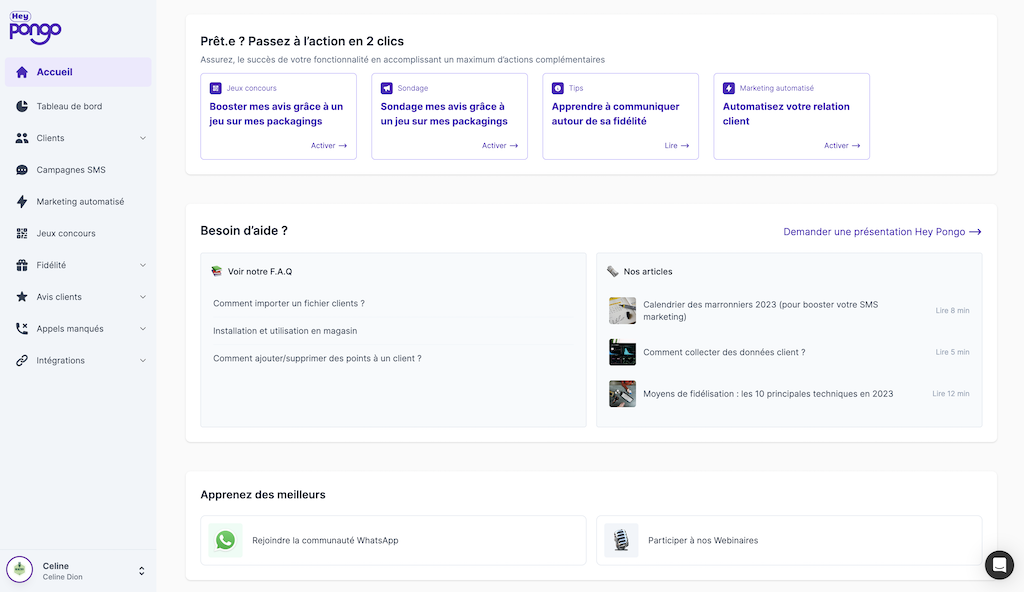 Hey
pongo
Accueil
Tableau de bord
Clients
Campagnes SMS
Marketing automatisé
Jeux concours
Fidélité
Avis clients
Appels manqués
Intégrations
Celine
Celine Dion
Prêt.e ? Passez à l'action en 2 clics
Assurez, le succès de votre fonctionnalité en accomplissant un maximum d'actions complémentaires
Jeux concours
Booster mes avis grâce à un
jeu sur mes packagings
Activer →
Sondage
Sondage mes avis grâce à
un jeu sur mes packagings
Activer →
Tips
Apprendre à communiquer
autour de sa fidélité
Lire →
Marketing automatisé
Automatisez votre relation
client
Activer →
Besoin d'aide ?
Demander une présentation Hey Pongo →
Voir notre F.A.Q
Comment importer un fichier clients ?
Installation et utilisation en magasin
Comment ajouter/supprimer des points à un client ?
Nos articles
Calendrier des marronniers 2023 (pour booster votre SMS
marketing)
Lire 8 min
Comment collecter des données client ?
Lire 5 min
Moyens de fidélisation : les 10 principales techniques en 2023
Lire 12 min
Apprenez des meilleurs
Rejoindre la communauté WhatsApp
Participer à nos Webinaires